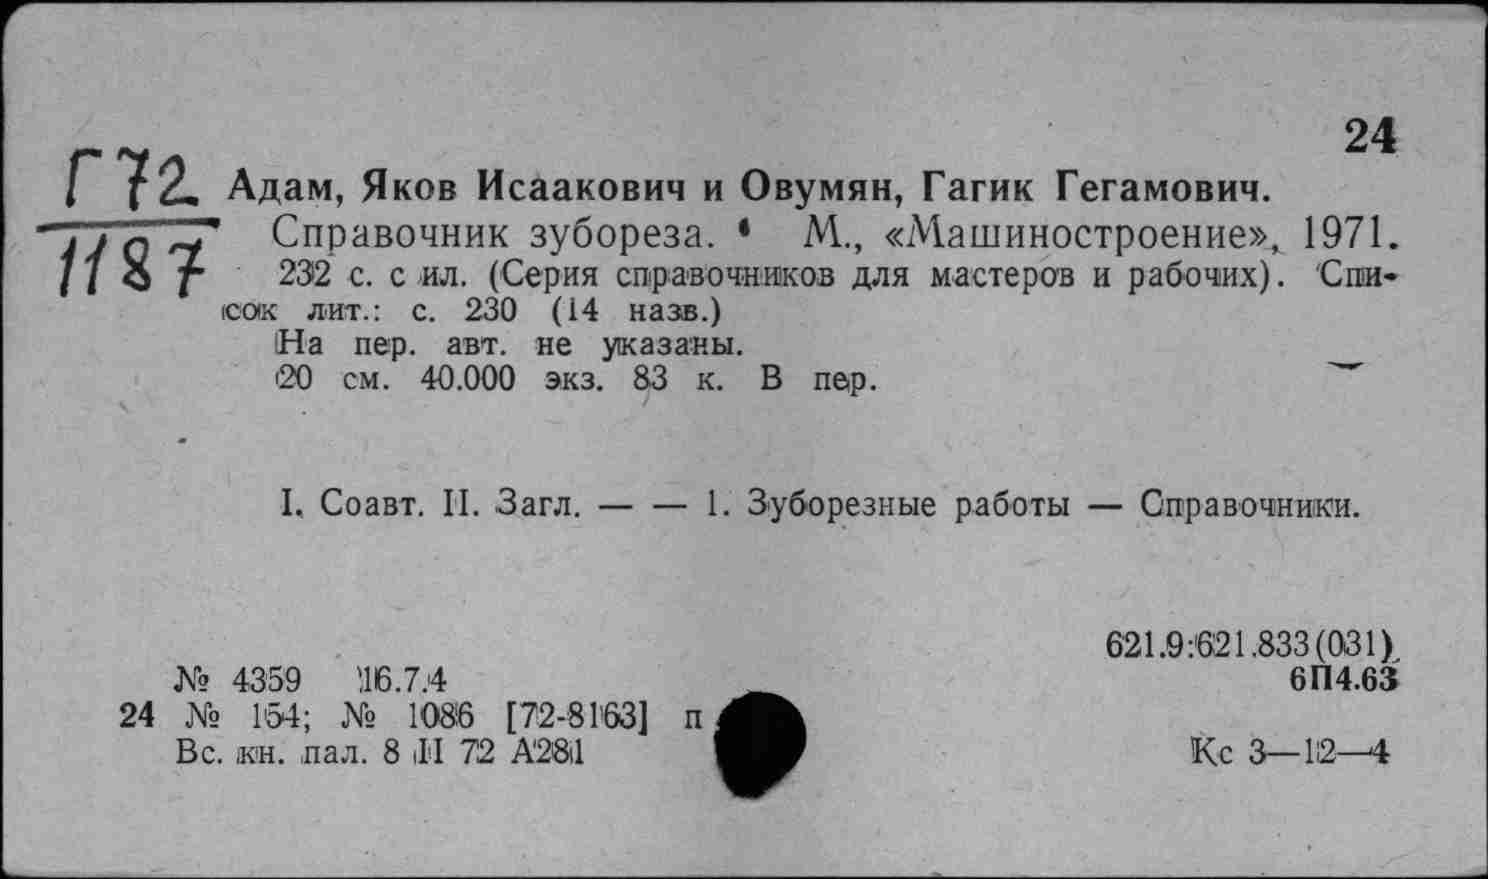 24
Г72
1187
Адам, Яков Исаакович и Овумян, Гагик Гегамович.
Справочник зубореза. М., «Машиностроение», 1971.
232 с. с ил. (Серия справочников для мастеров и рабочих). Спи-
сок лит.: с. 230 (14 назв.)
На пер. авт. не указаны.
20 см. 40.000 экз. 83 к. В пер.
I. Соавт. II. Загл. — — 1. Зуборезные работы — Справочники.
621.9:621.833(031)
№ 4359 16.7.4 6П4.63
24 № 154; № 1086 [72-8163] п
Вс. кн. пал. 8 II 72 А281 Кс 3—12—4